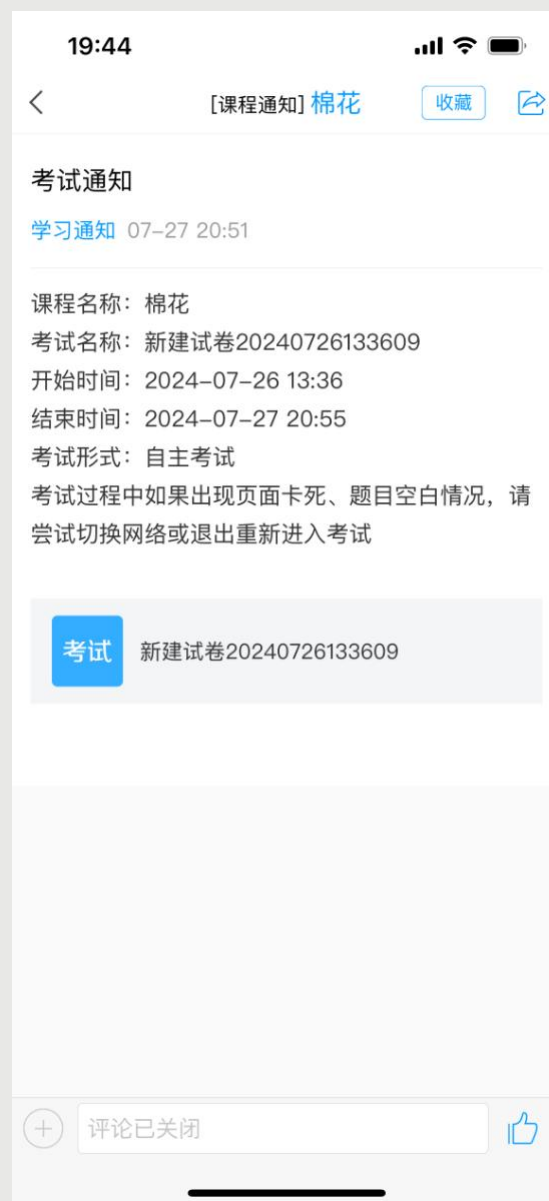 19:44
[课程通知] 棉花 收藏
考试通知
学习通知 07-27 20:51
课程名称：棉花
考试名称：新建试卷20240726133609
开始时间：2024-07-26 13:36
结束时间：2024-07-27 20:55
考试形式：自主考试
考试过程中如果出现页面卡死、题目空白情况，请
尝试切换网络或退出重新进入考试
考试 新建试卷20240726133609
评论已关闭